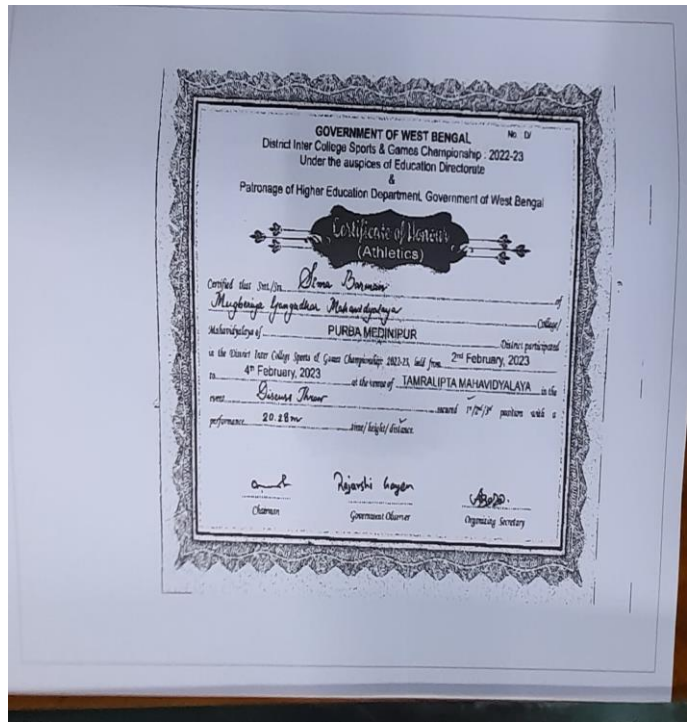 GOVERNMENT OF WEST BENGAL
No D/
District Inter College Sports & Games Championship : 2022-23
Under the auspices of Education Directorate
&
Patronage of Higher Education Department, Government of West Bengal
Certificate of Honour
(Athletics)
Certified that Smt./Sri. Sima Barman of
Mugberiya Gangadhar Mahavidyalaya College/
Mahavidyalaya of PURBA MEDINIPUR District participated
in the District Inter College Sports & Games Championship, 2022-23, held from 2nd February, 2023
to 4th February, 2023 at the venue of TAMRALIPTA MAHAVIDYALAYA in the
event Discuss Throw secured 1st/2nd/3rd position with a
performance 20.28m time/height/distance.
Rajarshi Kayen
Chairman
Government Observer
Organizing Secretary